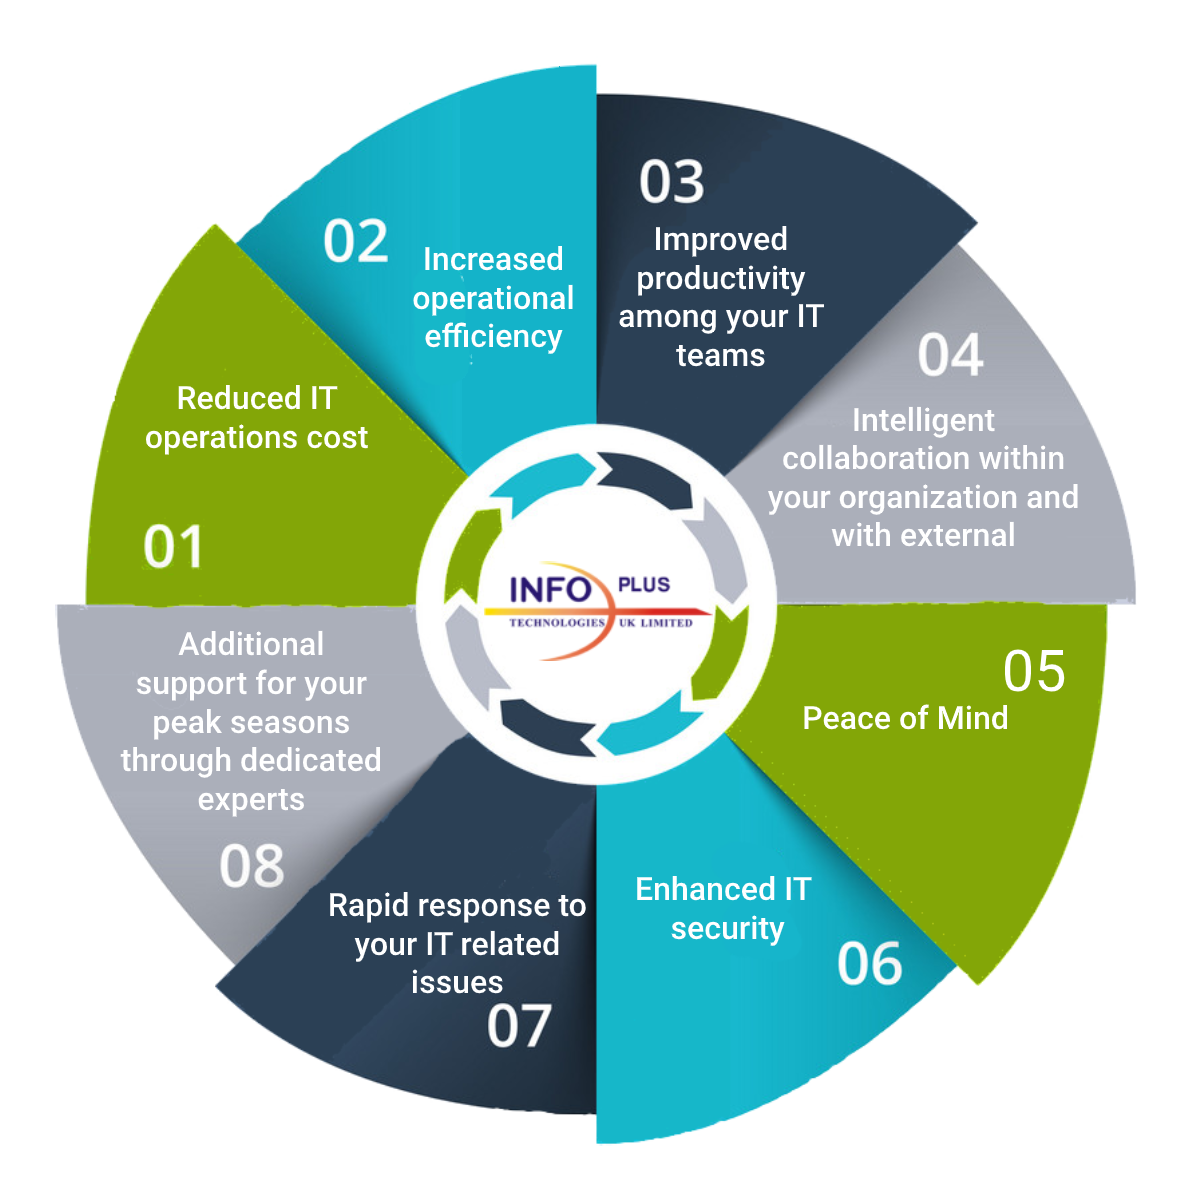 01
Reduced IT
operations cost
02
Increased
operational
efficiency
03
Improved
productivity
among your IT
teams
04
Intelligent
collaboration within
your organization and
with external
05
Peace of Mind
06
Enhanced IT
security
07
Rapid response to
your IT related
issues
08
Additional
support for your
peak seasons
through dedicated
experts
INFO PLUS
TECHNOLOGIES UK LIMITED